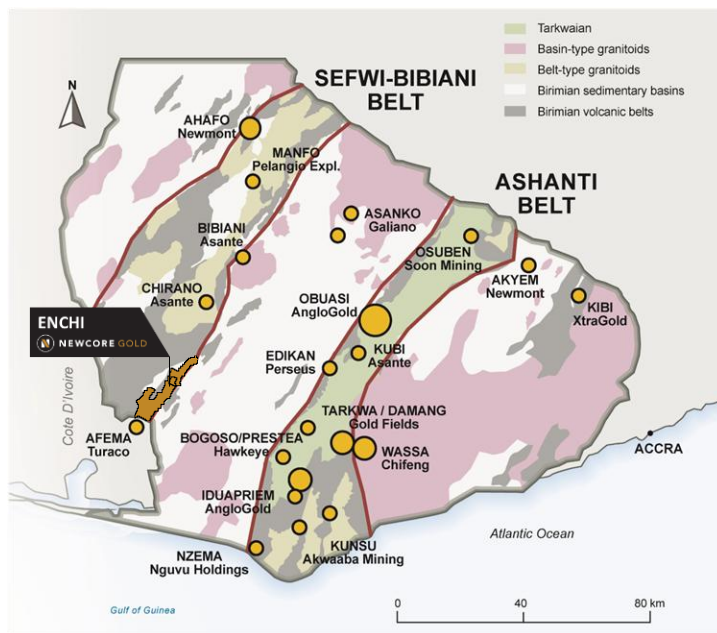 Tarkwaian
Basin-type granitoids
Belt-type granitoids
Birimian sedimentary basins
Birimian volcanic belts
N
SEFWI-BIBIANI
BELT
AHAFO
Newmont
MANFO
Pelangio Expl.
ASHANTI
BELT
ASANKO
Galiano
BIBIANI
Asante
OSUBEN
Soon Mining
AKYEM
Newmont
CHIRANO
Asante
OBUASI
AngloGold
KIBI
XtraGold
ENCHI
NEWCORE GOLD
KUBI
Asante
EDIKAN
Perseus
Cote D'Ivoire
TARKWA / DAMANG
Gold Fields
AFEMA
Turaco
BOGOSO/PRESTEA
Hawkeye
WASSA
Chifeng
ACCRA
IDUAPRIEM
AngloGold
Atlantic Ocean
KUNSU
Akwaaba Mining
NZEMA
Nguvu Holdings
Gulf of Guinea
0 40 80 km